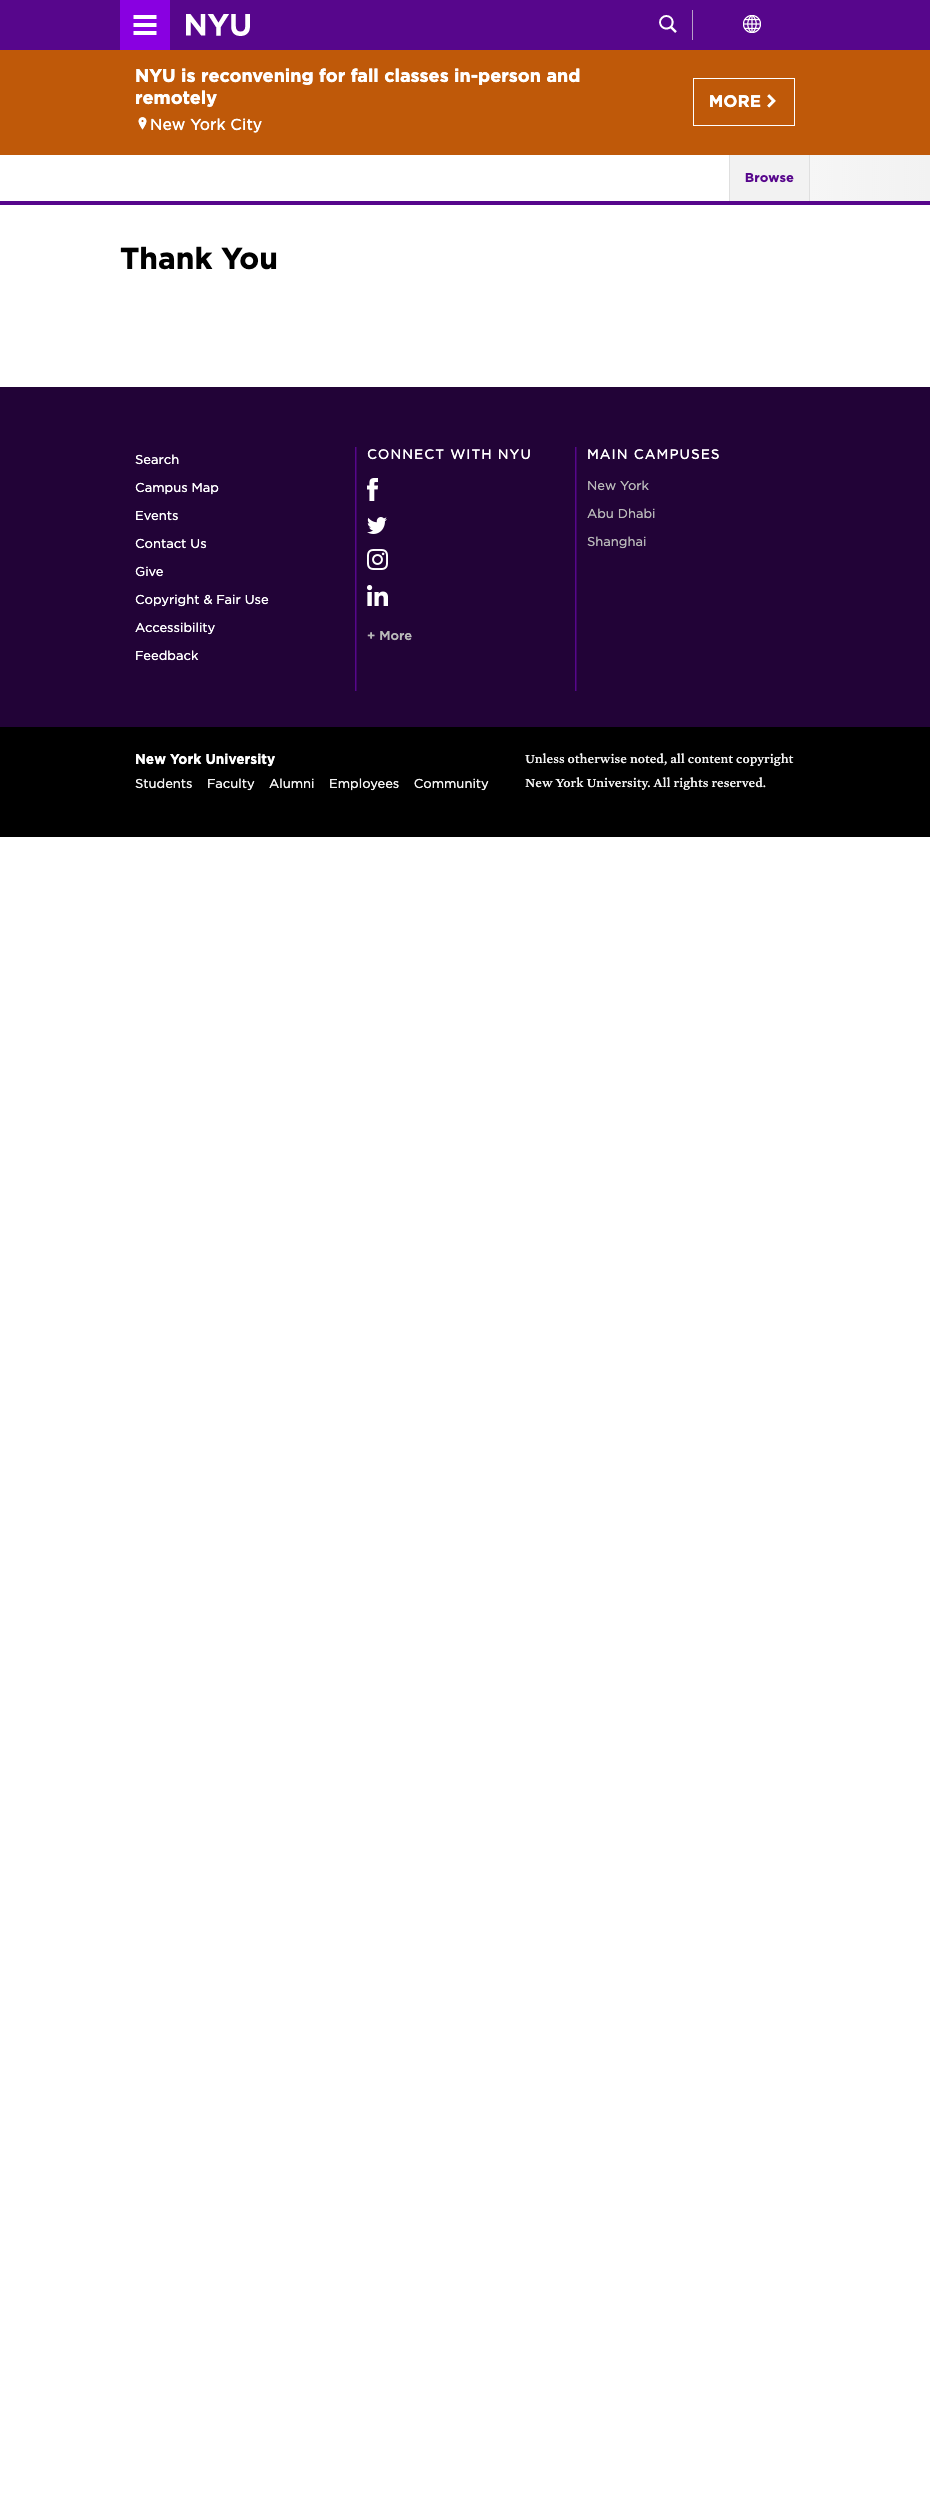 NYU
NYU is reconvening for fall classes in-person and
remotely
New York City
MORE
Browse
Thank You
Search
Campus Map
Events
Contact Us
Give
Copyright & Fair Use
Accessibility
Feedback
CONNECT WITH NYU
+ More
MAIN CAMPUSES
New York
Abu Dhabi
Shanghai
New York University
Students Faculty Alumni Employees Community
Unless otherwise noted, all content copyright
New York University. All rights reserved.